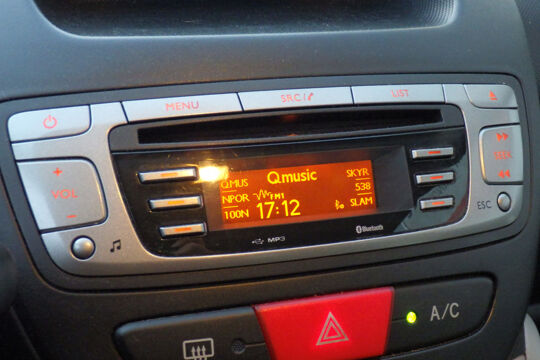 MENU
SRC/
LIST
VOL
SEEK
ESC
Q.MUS
Qmusic
SKYR
NPOR
FM1
538
100N
17:12
SLAM
MP3
Bluetooth
A/C